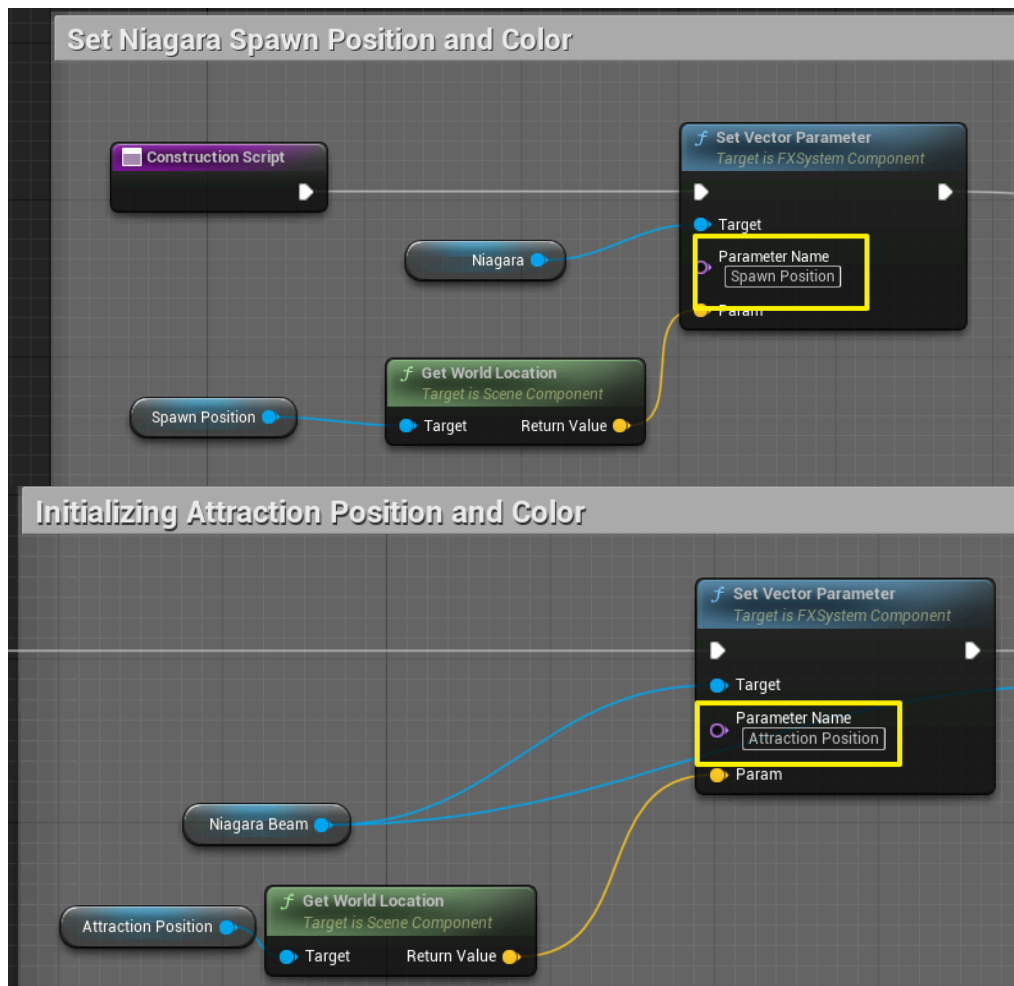 Set Niagara Spawn Position and Color
Construction Script
Set Vector Parameter
Target is FXSystem Component
Target
Niagara
Parameter Name
Spawn Position
Param
Get World Location
Target is Scene Component
Spawn Position
Target
Return Value
Initializing Attraction Position and Color
Set Vector Parameter
Target is FXSystem Component
Target
Parameter Name
Attraction Position
Param
Niagara Beam
Get World Location
Target is Scene Component
Attraction Position
Target
Return Value